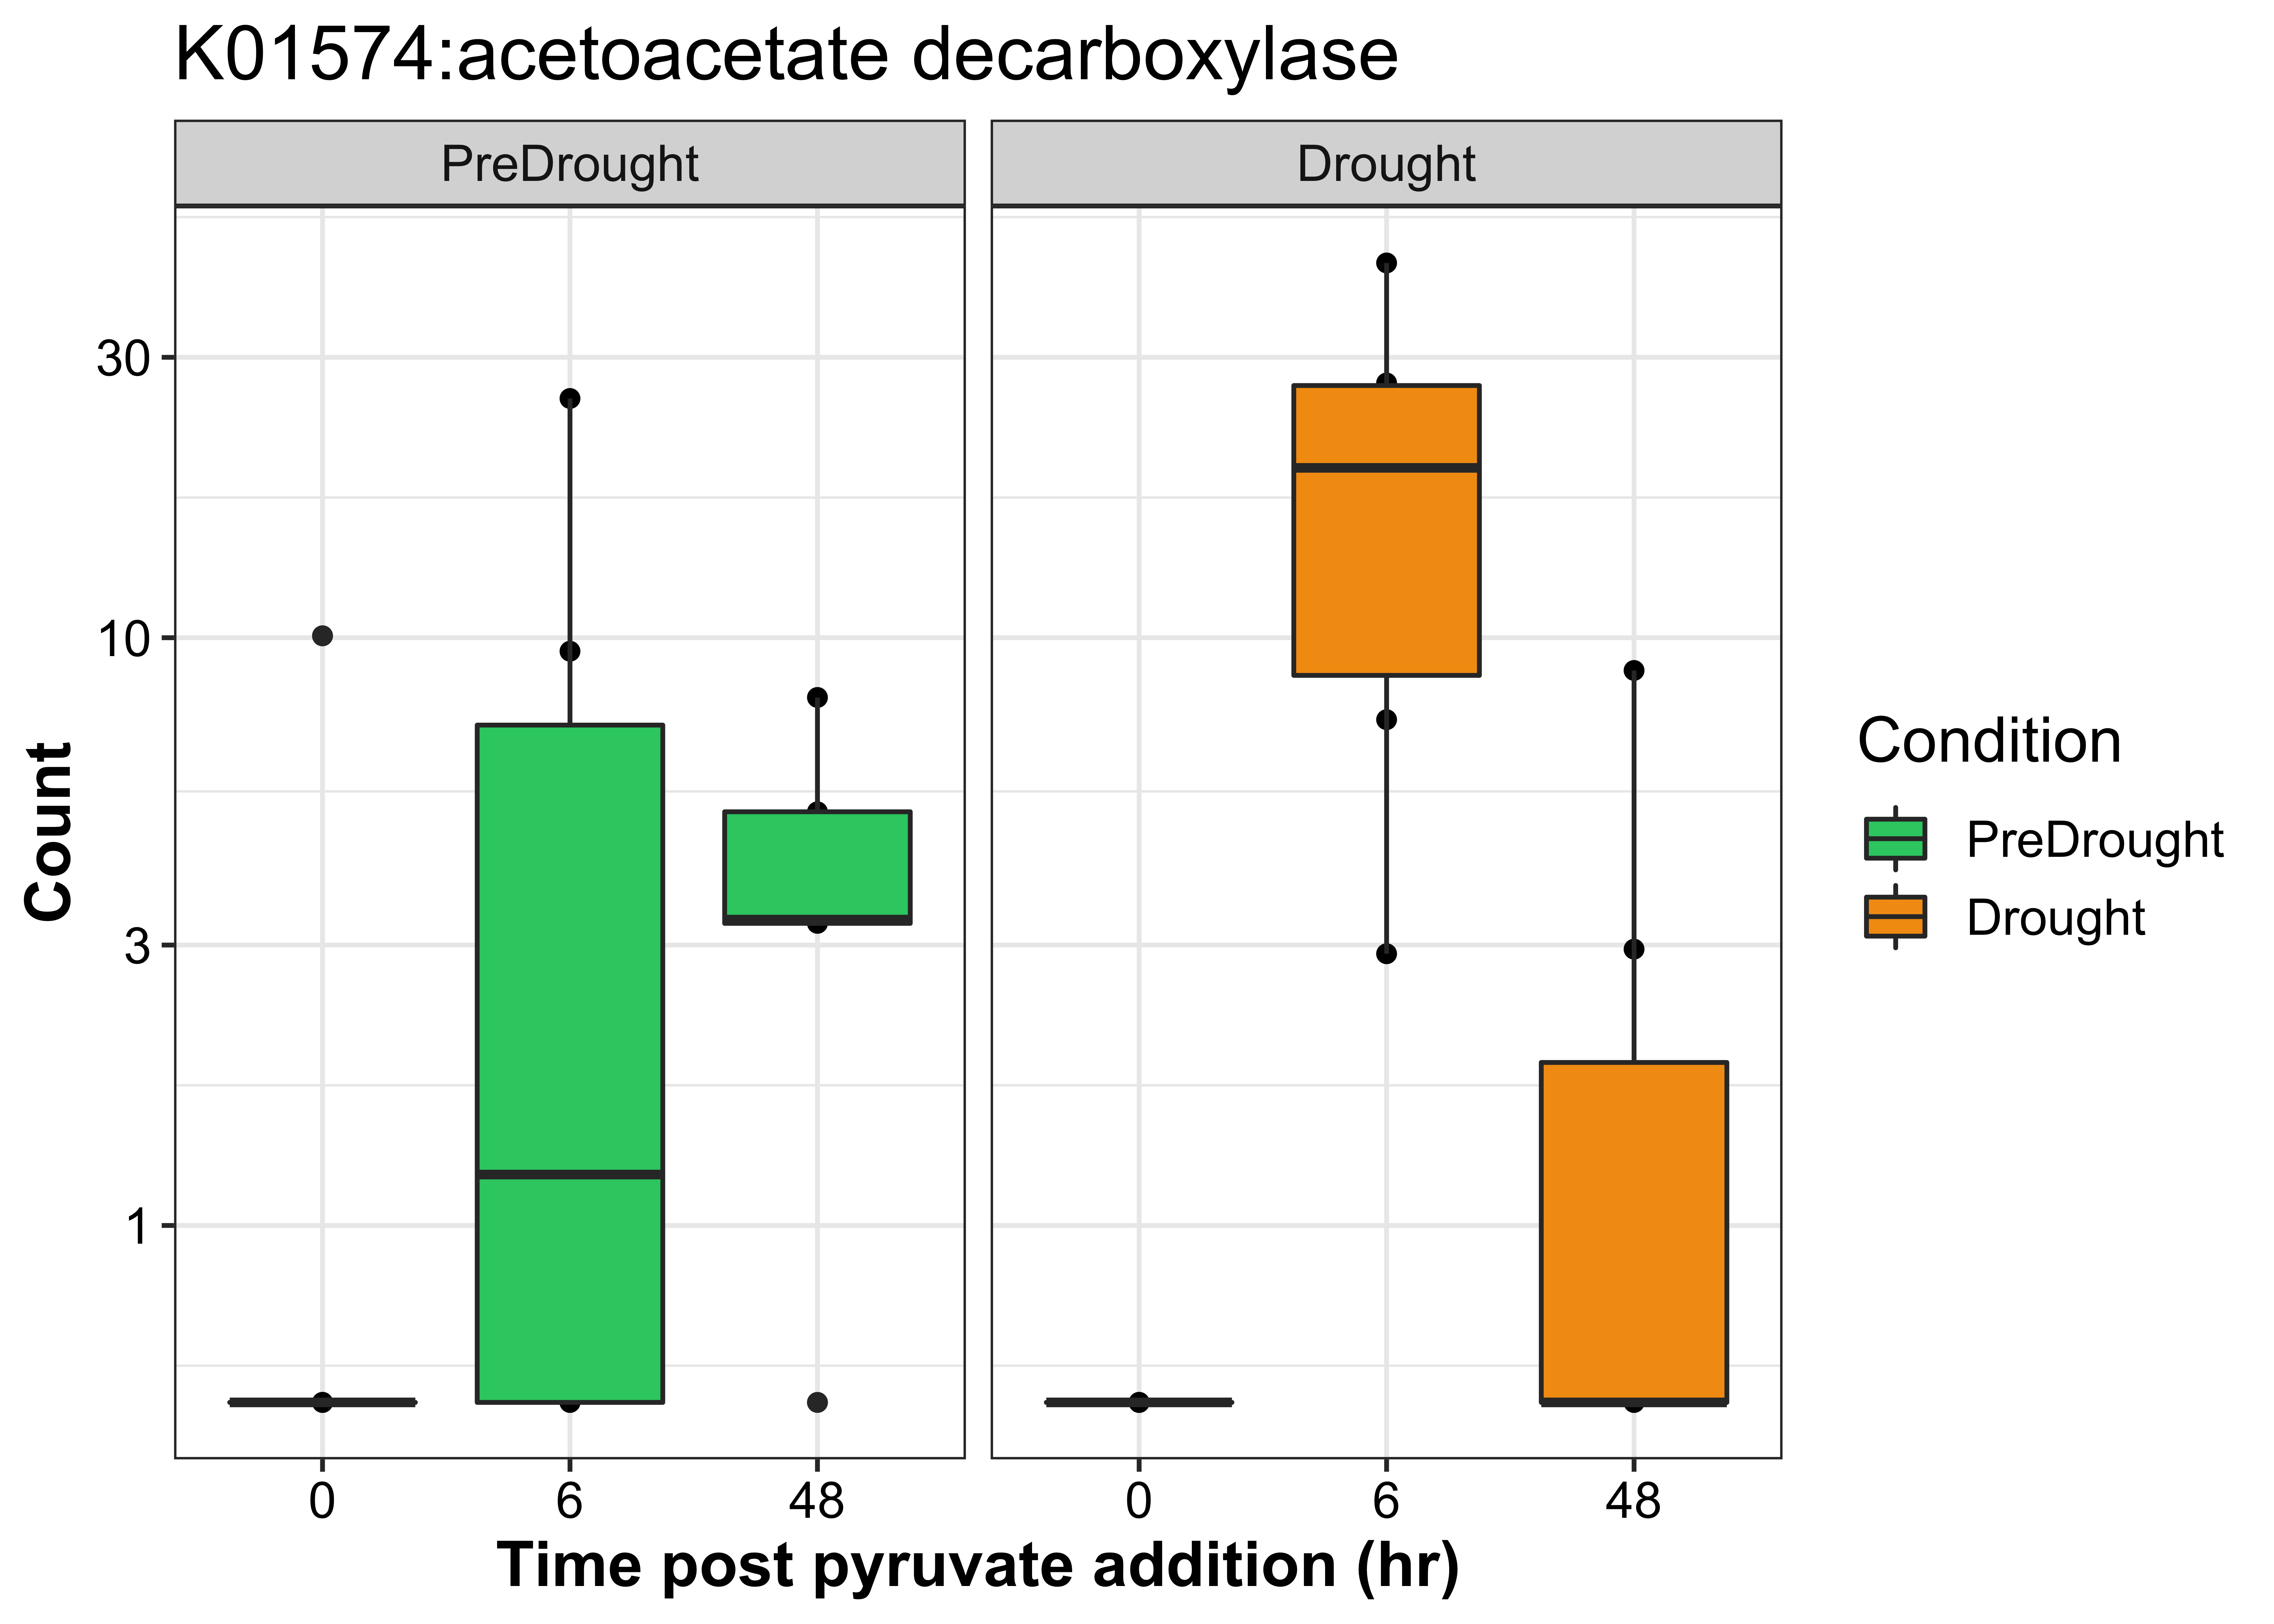 K01574:acetoacetate decarboxylase
PreDrought
Drought
30
10
3
1
Count
0
6
48
0
6
48
Time post pyruvate addition (hr)
Condition
PreDrought
Drought